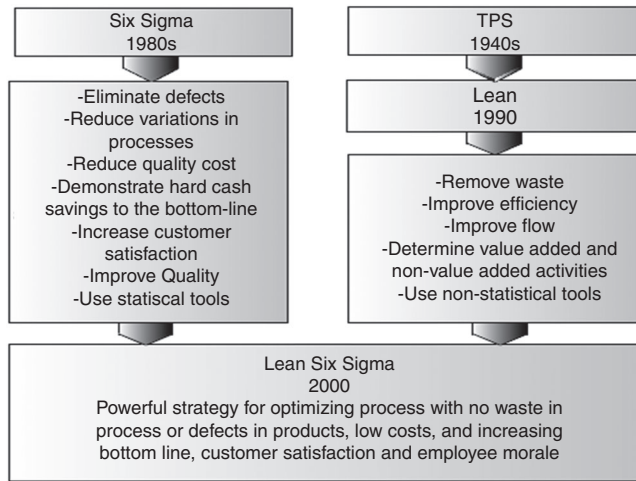 Six Sigma
1980s
-Eliminate defects
-Reduce variations in
processes
-Reduce quality cost
-Demonstrate hard cash
savings to the bottom-line
-Increase customer
satisfaction
-Improve Quality
-Use statiscal tools
TPS
1940s
Lean
1990
-Remove waste
-Improve efficiency
-Improve flow
-Determine value added and
non-value added activities
-Use non-statistical tools
Lean Six Sigma
2000
Powerful strategy for optimizing process with no waste in
process or defects in products, low costs, and increasing
bottom line, customer satisfaction and employee morale